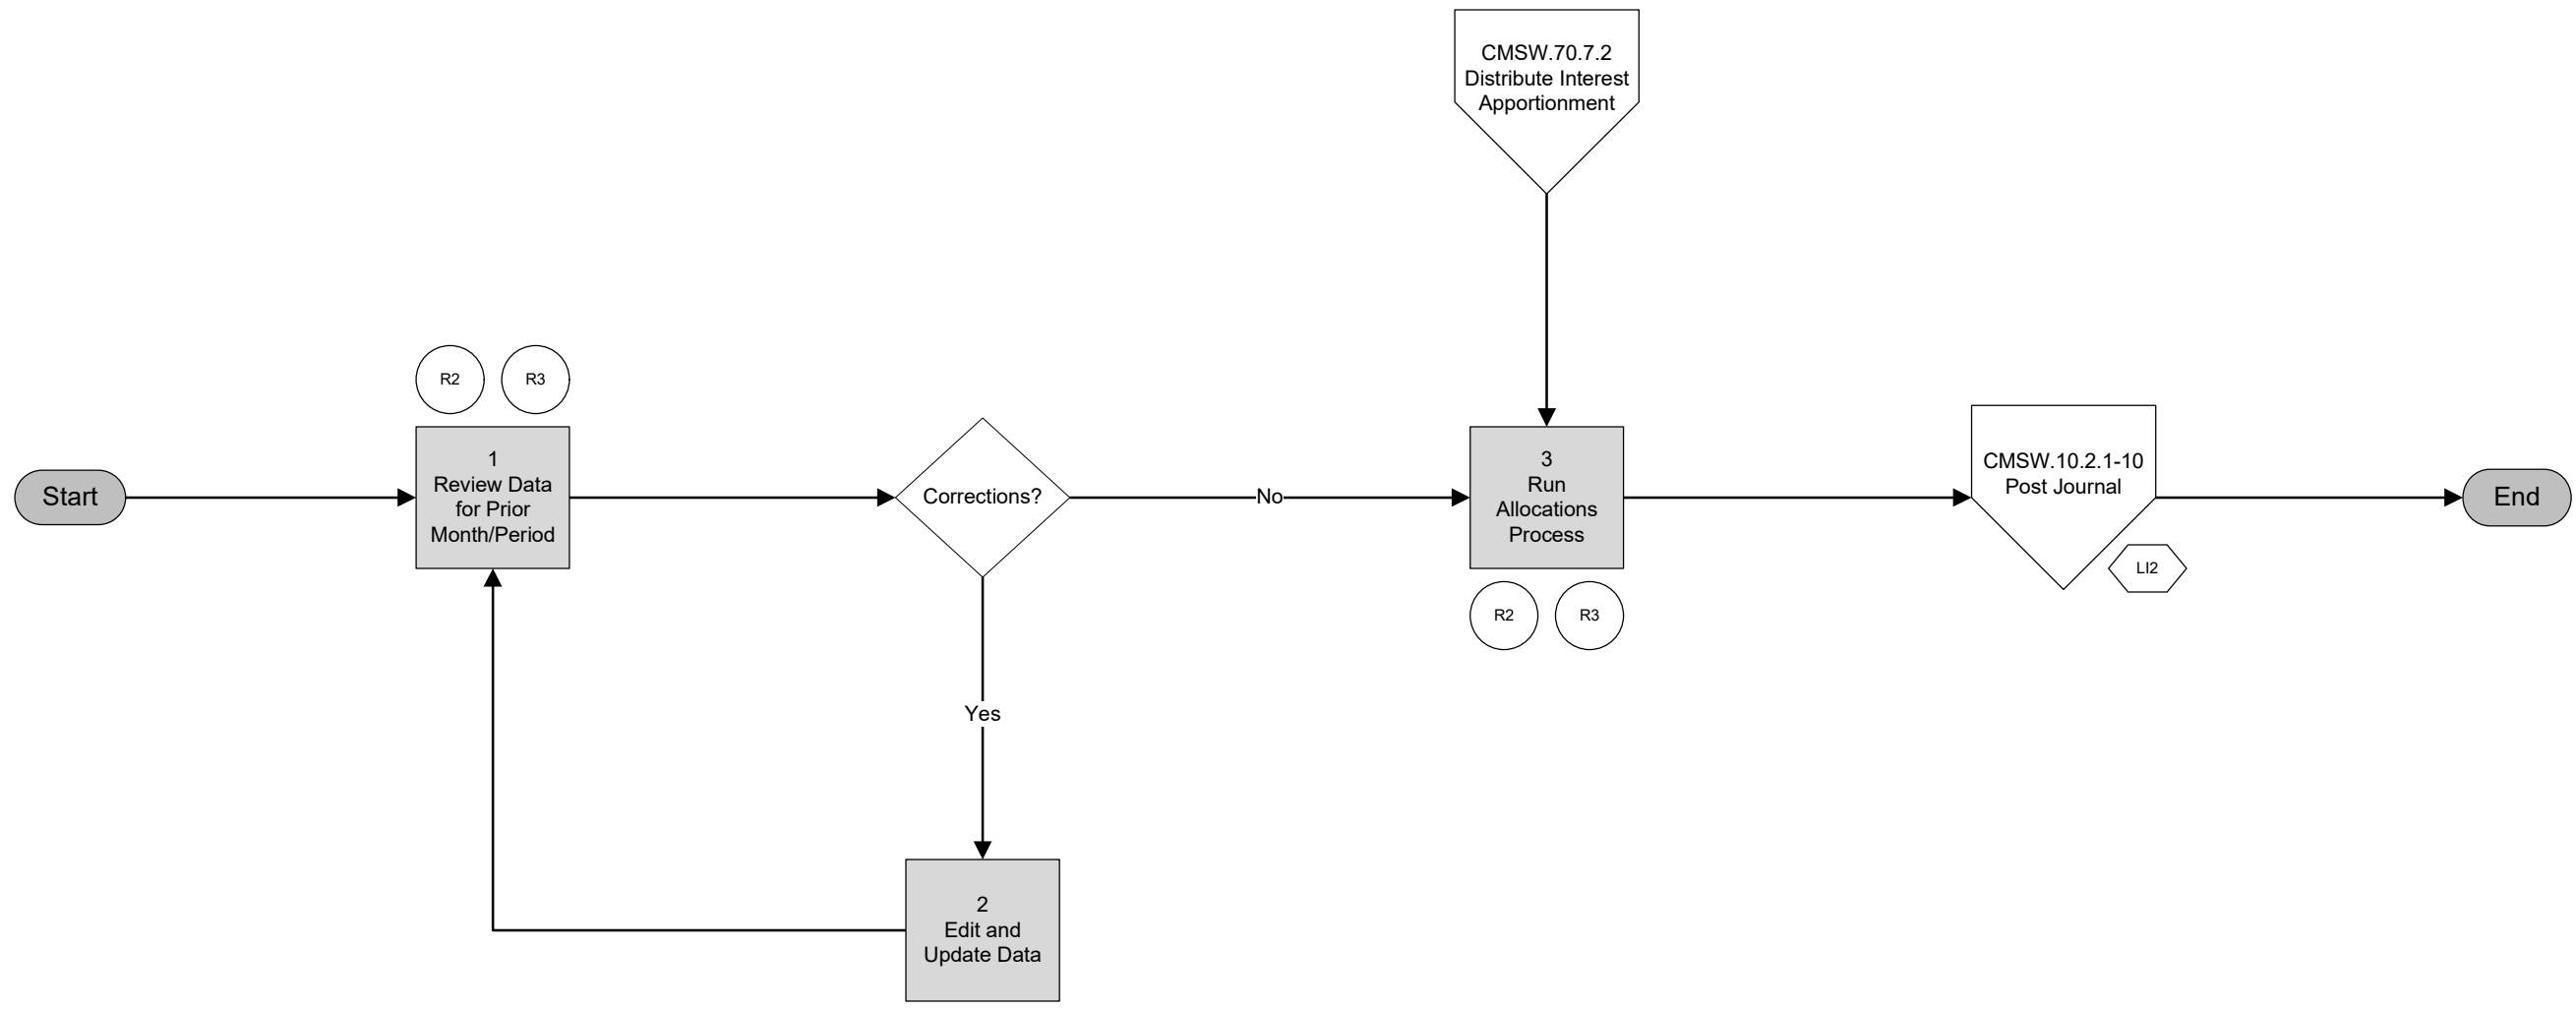 CMSW.70.7.2
Distribute Interest
Apportionment
R2
R3
Start
1
Review Data
for Prior
Month/Period
Corrections?
No
3
Run
Allocations
Process
CMSW.10.2.1-10
Post Journal
End
LI2
R2
R3
Yes
2
Edit and
Update Data